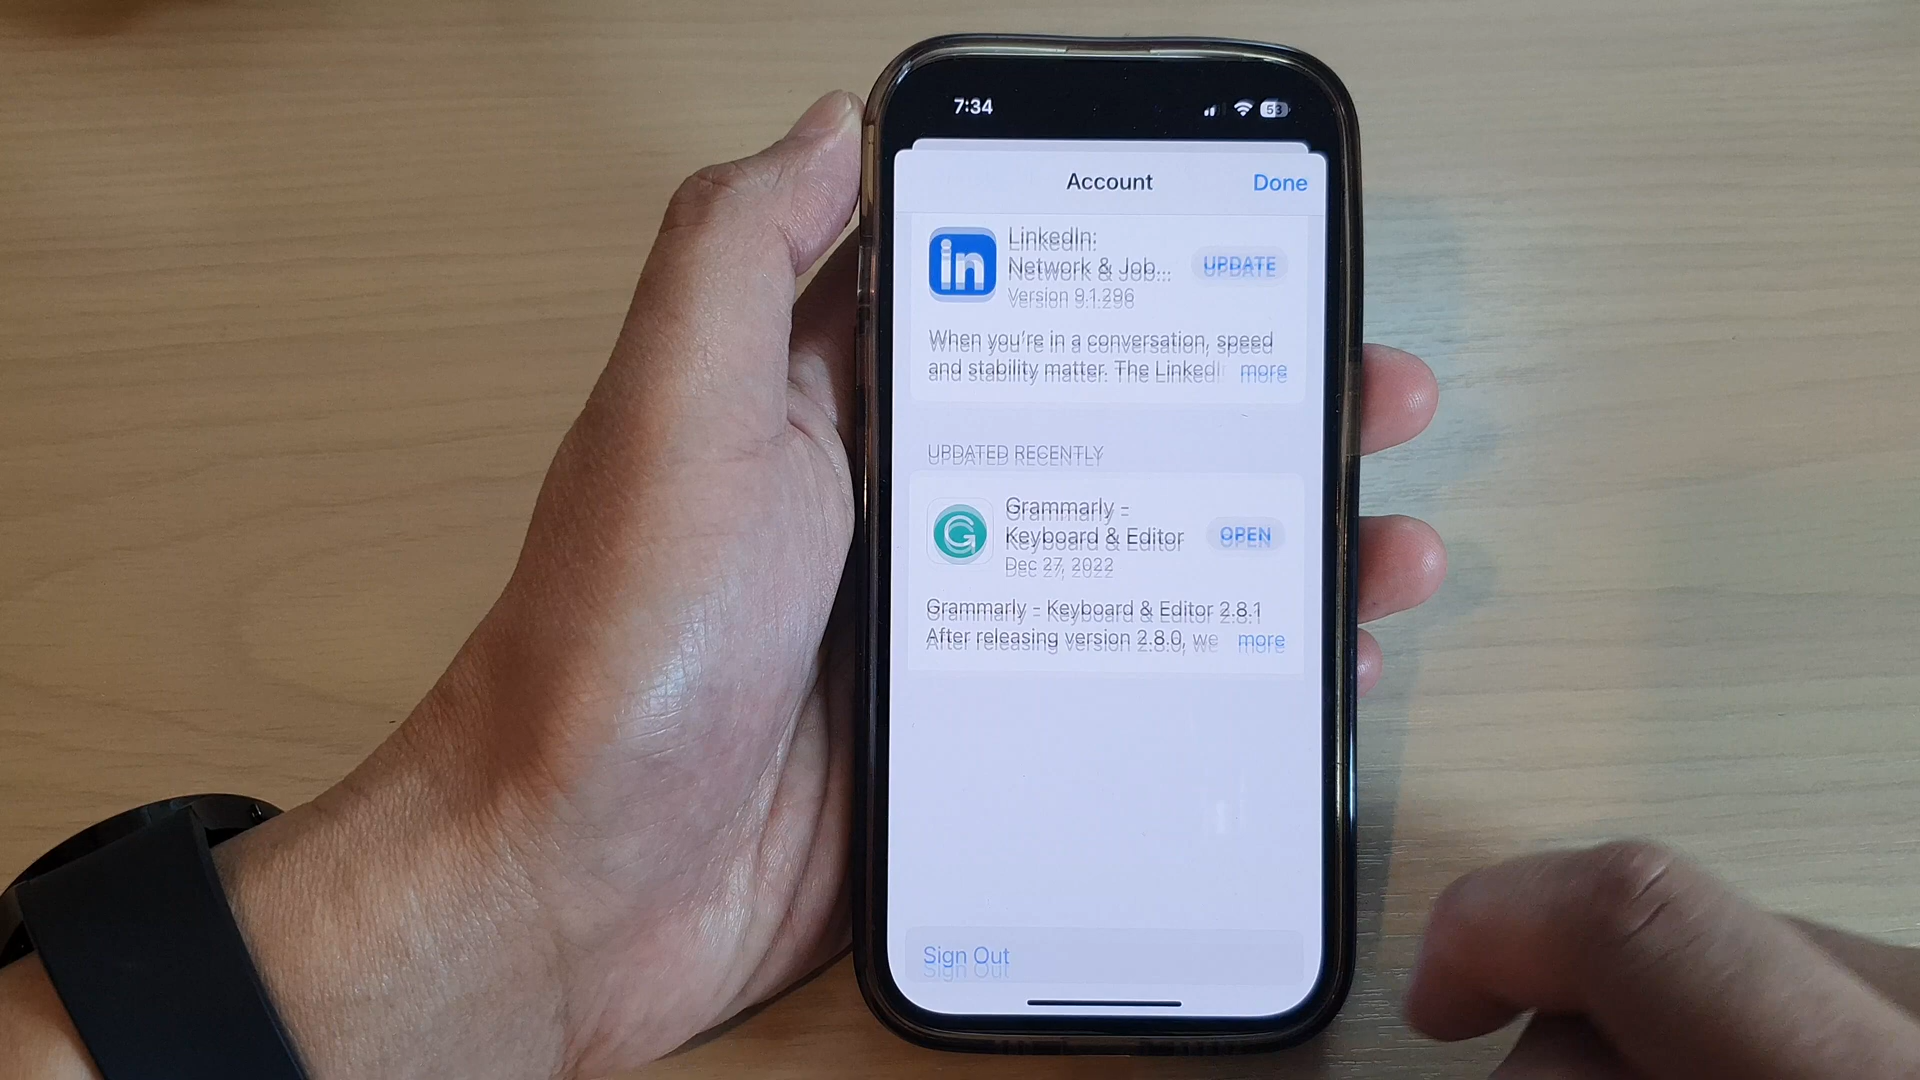 7:34
53
Account
Done
in
LinkedIn:
Network & Job...
Version 9.1.296
UPDATE
When you're in a conversation, speed
and stability matter. The LinkedIn more
UPDATED RECENTLY
G
Grammarly -
Keyboard & Editor
Dec 27, 2022
OPEN
Grammarly - Keyboard & Editor 2.8.1
After releasing version 2.8.0, we more
Sign Out